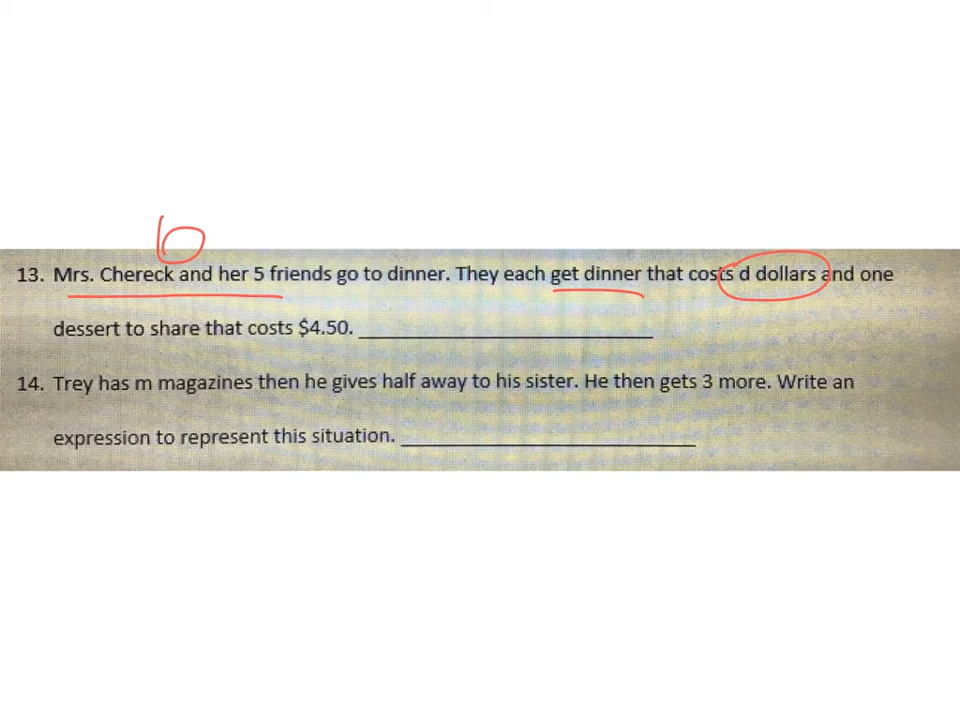 6
13. Mrs. Chereck and her 5 friends go to dinner. They each get dinner that costs d dollars and one
dessert to share that costs $4.50. ____________________
14. Trey has m magazines then he gives half away to his sister. He then gets 3 more. Write an
expression to represent this situation. ____________________